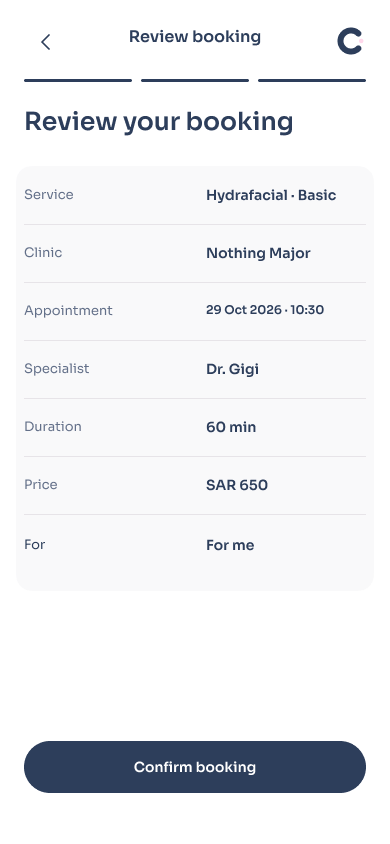 Review booking
Review your booking
Service Hydrafacial · Basic
Clinic Nothing Major
Appointment 29 Oct 2026 · 10:30
Specialist Dr. Gigi
Duration 60 min
Price SAR 650
For For me
Confirm booking